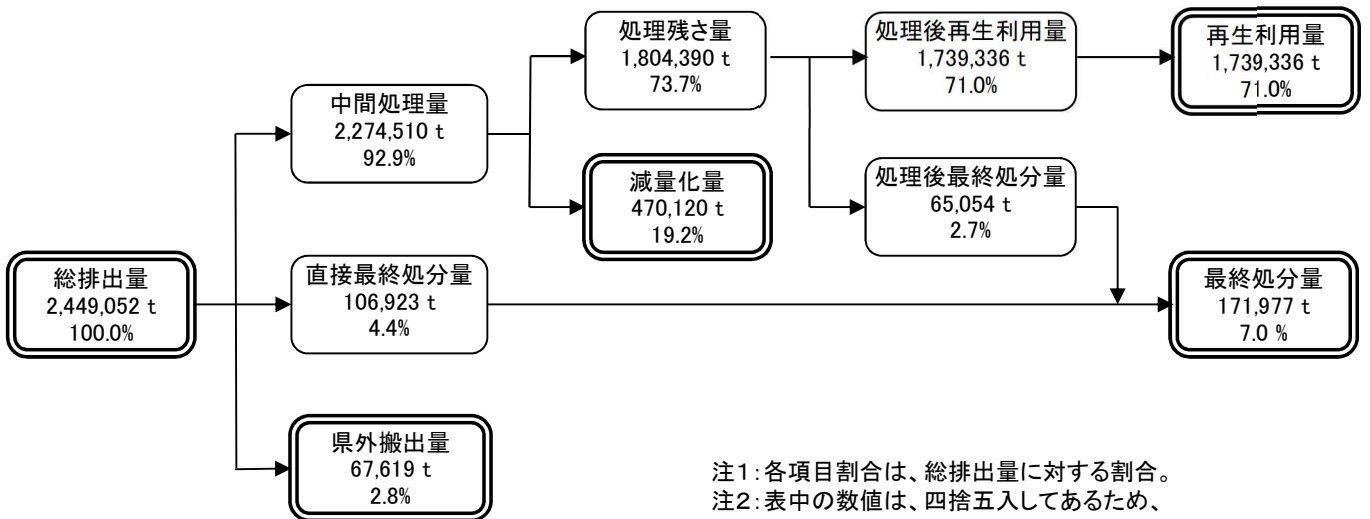 総排出量
2,449,052 t
100.0%
中間処理量
2,274,510 t
92.9%
直接最終処分量
106,923 t
4.4%
県外搬出量
67,619 t
2.8%
処理残さ量
1,804,390 t
73.7%
減量化量
470,120 t
19.2%
処理後再生利用量
1,739,336 t
71.0%
処理後最終処分量
65,054 t
2.7%
再生利用量
1,739,336 t
71.0%
最終処分量
171,977 t
7.0 %
注1:各項目割合は、総排出量に対する割合。
注2:表中の数値は、四捨五入してあるため、